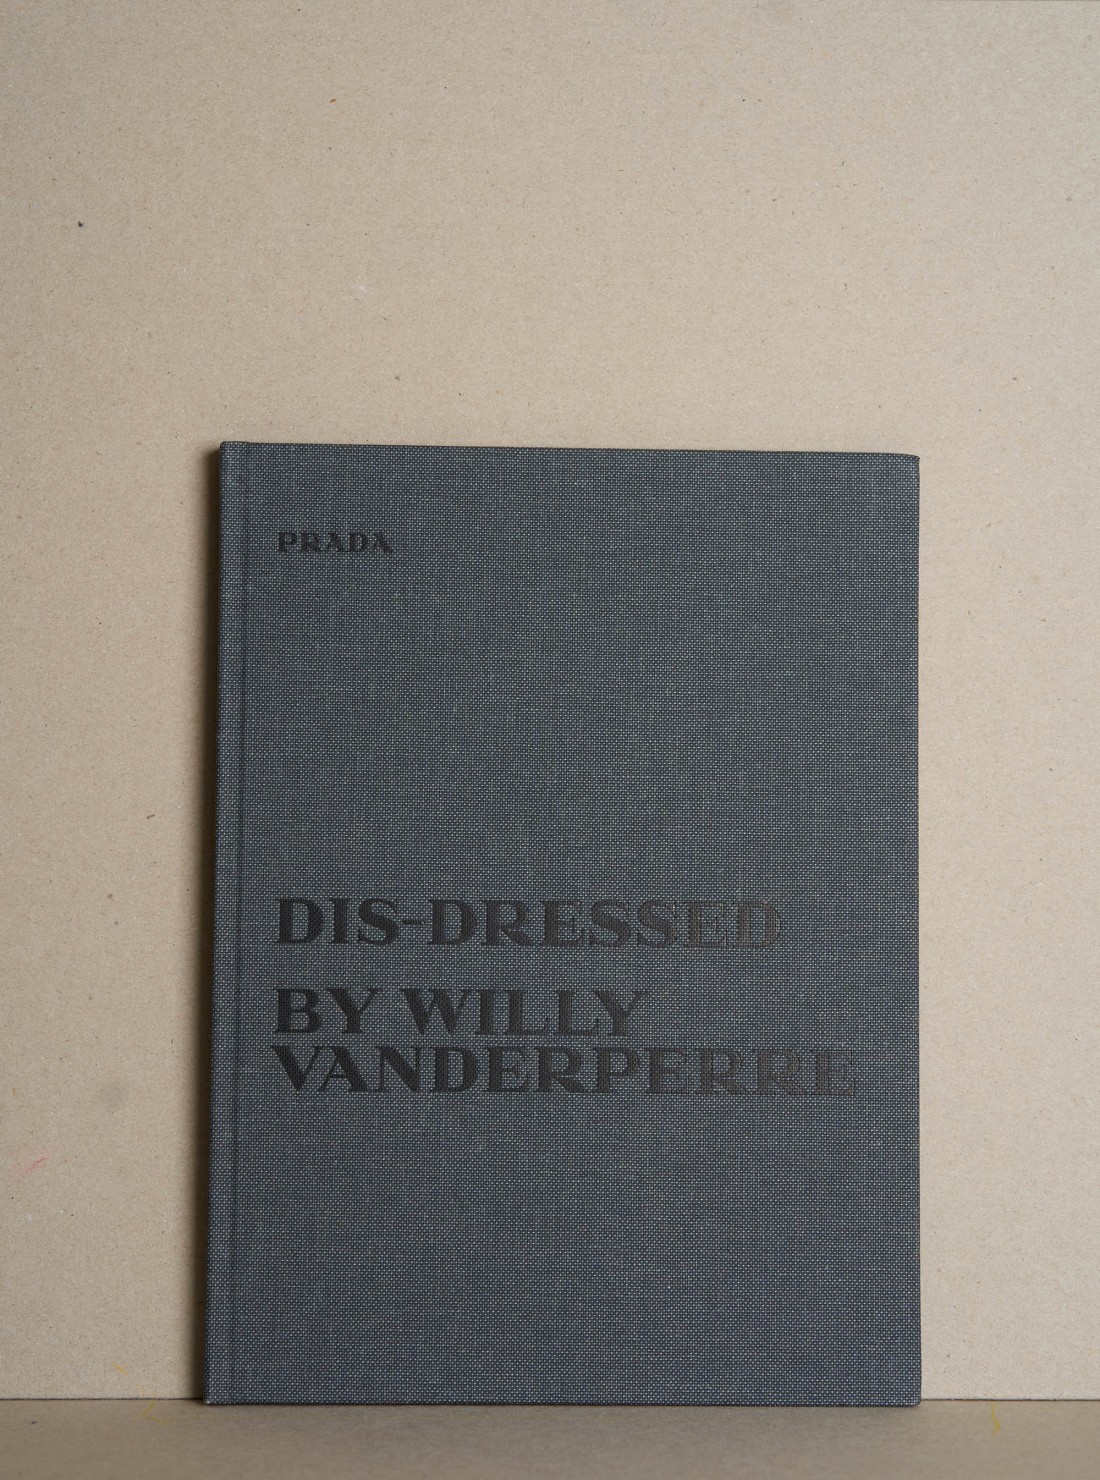 PRADA
DIS-DRESSED
BY WILLY
VANDERPERRE